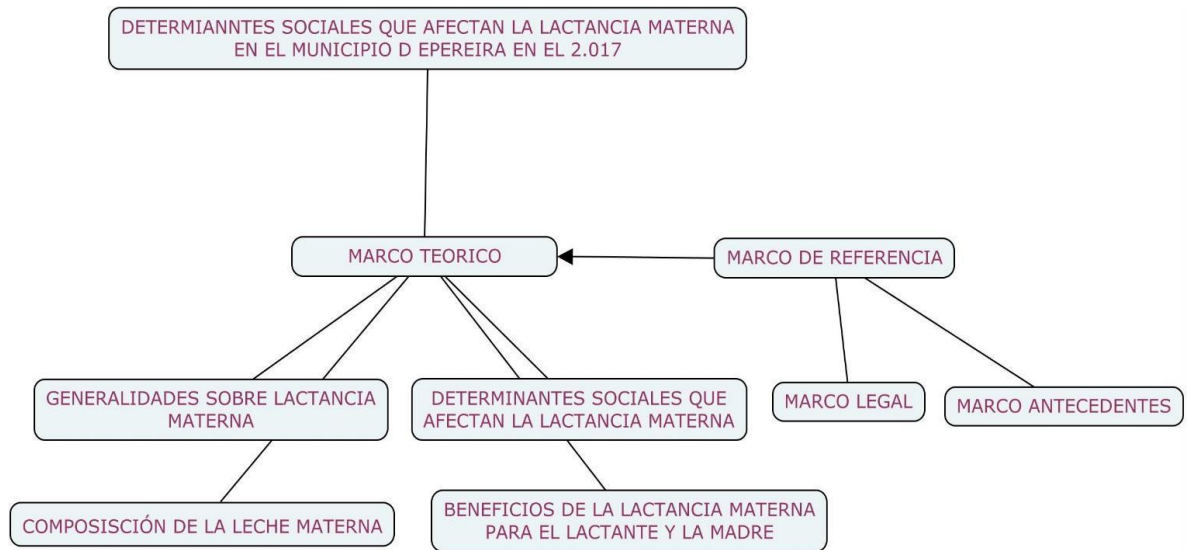 DETERMIANNTES SOCIALES QUE AFECTAN LA LACTANCIA MATERNA
EN EL MUNICIPIO D EPEREIRA EN EL 2.017
MARCO TEORICO
MARCO DE REFERENCIA
GENERALIDADES SOBRE LACTANCIA
MATERNA
DETERMINANTES SOCIALES QUE
AFECTAN LA LACTANCIA MATERNA
MARCO LEGAL
MARCO ANTECEDENTES
COMPOSISCIÓN DE LA LECHE MATERNA
BENEFICIOS DE LA LACTANCIA MATERNA
PARA EL LACTANTE Y LA MADRE